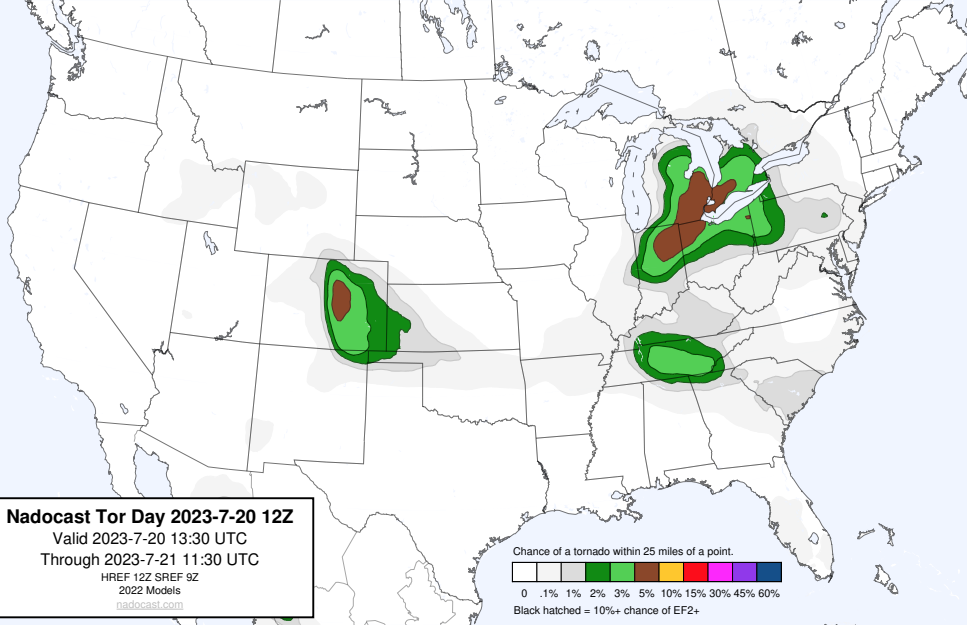 Nadocast Tor Day 2023-7-20 12Z
Valid 2023-7-20 13:30 UTC
Through 2023-7-21 11:30 UTC
HREF 12Z SREF 9Z
2022 Models
nadocast.com
Chance of a tornado within 25 miles of a point.
0 .1% 1% 2% 3% 5% 10% 15% 30% 45% 60%
Black hatched = 10%+ chance of EF2+